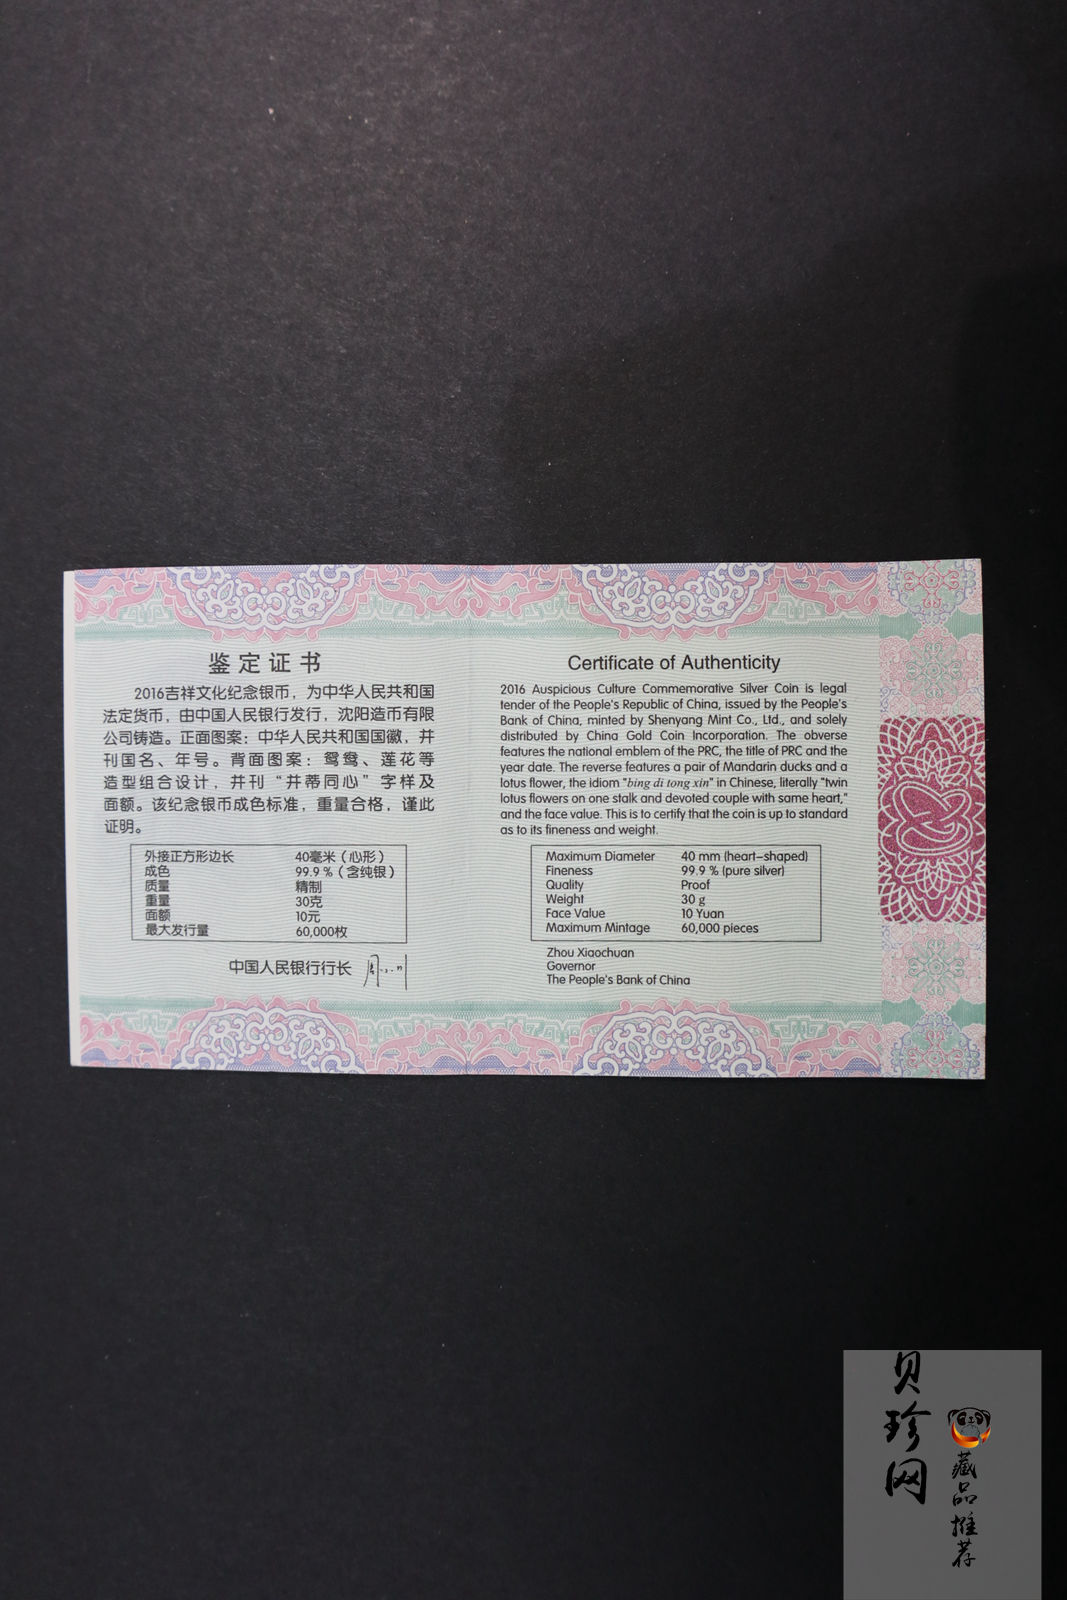 鉴定证书
2016吉祥文化纪念银币，为中华人民共和国
法定货币，由中国人民银行发行，沈阳造币有限
公司铸造。正面图案：中华人民共和国国徽，并
刊国名、年号。背面图案：鸳鸯、莲花等
造型组合设计，并刊“并蒂同心”字样及
面额。该纪念银币成色标准，重量合格，谨此
证明。
外接正方形边长 40毫米（心形）
成色 99.9％（含纯银）
质量 精制
重量 30克
面额 10元
最大发行量 60,000枚
中国人民银行行长
Certificate of Authenticity
2016 Auspicious Culture Commemorative Silver Coin is legal
tender of the People's Republic of China, issued by the People's
Bank of China, minted by Shenyang Mint Co., Ltd., and solely
distributed by China Gold Coin Incorporation. The obverse
features the national emblem of the PRC, the title of PRC and the
year date. The reverse features a pair of Mandarin ducks and a
lotus flower, the idiom "bing di tong xin" in Chinese, literally "twin
lotus flowers on one stalk and devoted couple with same heart,"
and the face value. This is to certify that the coin is up to standard
as to its fineness and weight.
Maximum Diameter 40 mm (heart-shaped)
Fineness 99.9 % (pure silver)
Quality Proof
Weight 30 g
Face Value 10 Yuan
Maximum Mintage 60,000 pieces
Zhou Xiaochuan
Governor
The People's Bank of China
贝珍网
藏品推荐